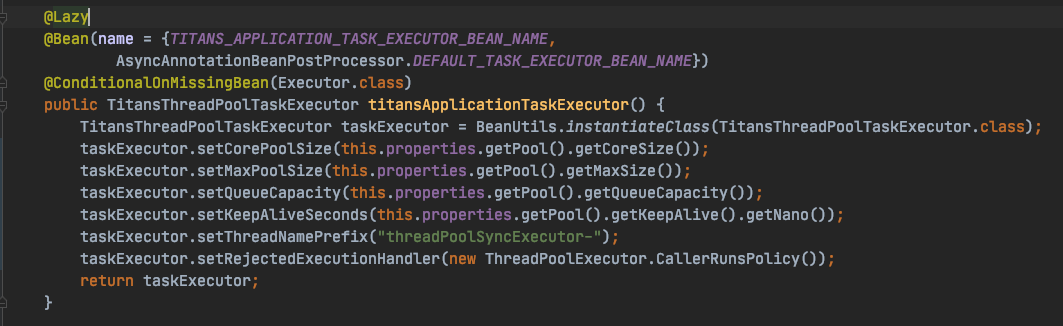 @Lazy
@Bean(name = {TITANS_APPLICATION_TASK_EXECUTOR_BEAN_NAME,
        AsyncAnnotationBeanPostProcessor.DEFAULT_TASK_EXECUTOR_BEAN_NAME})
@ConditionalOnMissingBean(Executor.class)
public TitansThreadPoolTaskExecutor titansApplicationTaskExecutor() {
    TitansThreadPoolTaskExecutor taskExecutor = BeanUtils.instantiateClass(TitansThreadPoolTaskExecutor.class);
    taskExecutor.setCorePoolSize(this.properties.getPool().getCoreSize());
    taskExecutor.setMaxPoolSize(this.properties.getPool().getMaxSize());
    taskExecutor.setQueueCapacity(this.properties.getPool().getQueueCapacity());
    taskExecutor.setKeepAliveSeconds(this.properties.getPool().getKeepAlive().getNano());
    taskExecutor.setThreadNamePrefix("threadPoolSyncExecutor-");
    taskExecutor.setRejectedExecutionHandler(new ThreadPoolExecutor.CallerRunsPolicy());
    return taskExecutor;
}